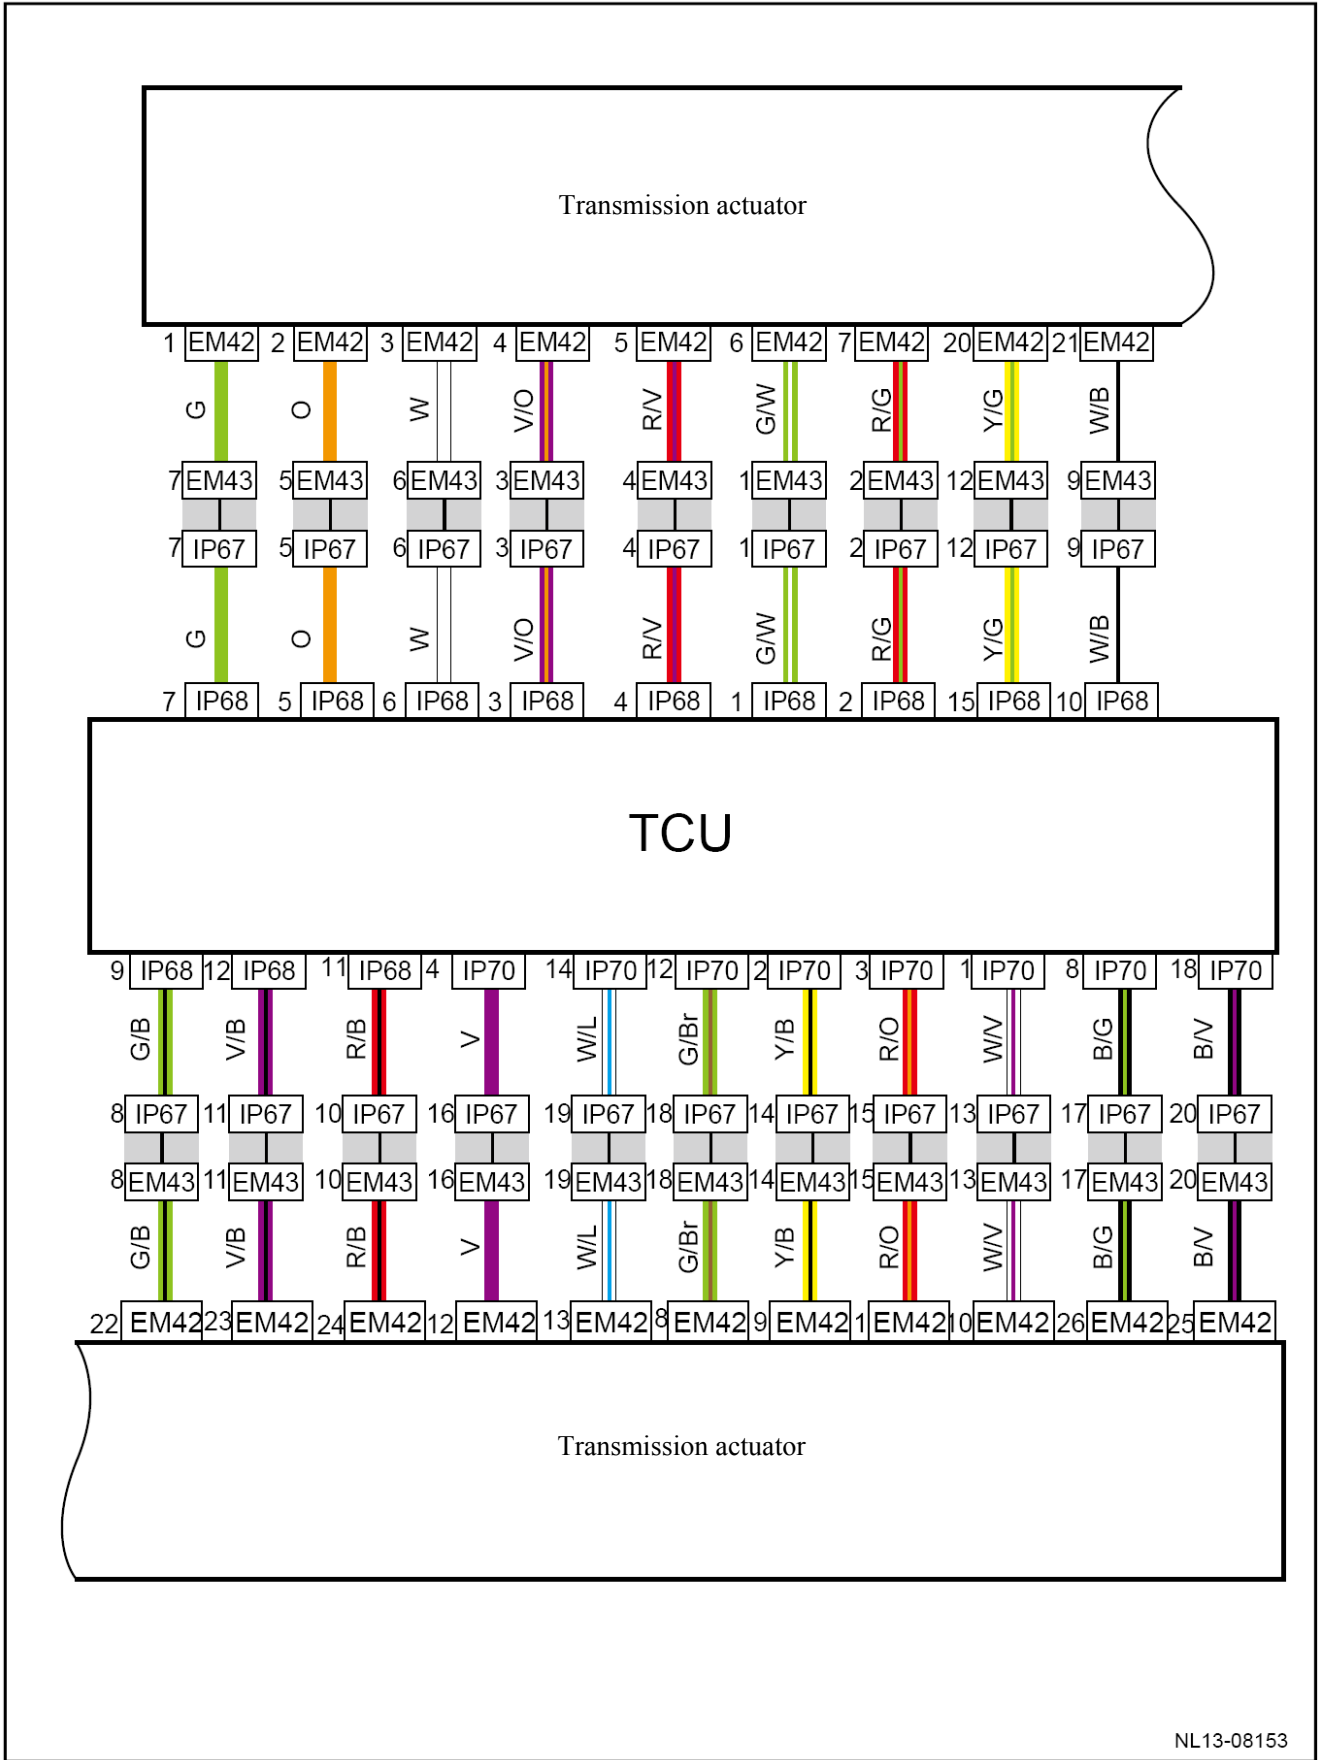 Transmission actuator
1 EM42 2 EM42 3 EM42 4 EM42 5 EM42 6 EM42 7 EM42 20 EM42 21 EM42
G O W V/O R/V G/W R/G Y/G W/B
7 EM43 5 EM43 6 EM43 3 EM43 4 EM43 1 EM43 2 EM43 12 EM43 9 EM43
7 IP67 5 IP67 6 IP67 3 IP67 4 IP67 1 IP67 2 IP67 12 IP67 9 IP67
G O W V/O R/V G/W R/G Y/G W/B
7 IP68 5 IP68 6 IP68 3 IP68 4 IP68 1 IP68 2 IP68 15 IP68 10 IP68
TCU
9 IP68 12 IP68 11 IP68 4 IP70 14 IP70 12 IP70 2 IP70 3 IP70 1 IP70 8 IP70 18 IP70
G/B V/B R/B V W/L G/Br Y/B R/O W/V B/G B/V
8 IP67 11 IP67 10 IP67 16 IP67 19 IP67 18 IP67 14 IP67 15 IP67 13 IP67 17 IP67 20 IP67
8 EM43 11 EM43 10 EM43 16 EM43 19 EM43 18 EM43 14 EM43 15 EM43 13 EM43 17 EM43 20 EM43
G/B V/B R/B V W/L G/Br Y/B R/O W/V B/G B/V
22 EM42 23 EM42 24 EM42 12 EM42 13 EM42 8 EM42 9 EM42 1 EM42 10 EM42 26 EM42 25 EM42
Transmission actuator
NL13-08153